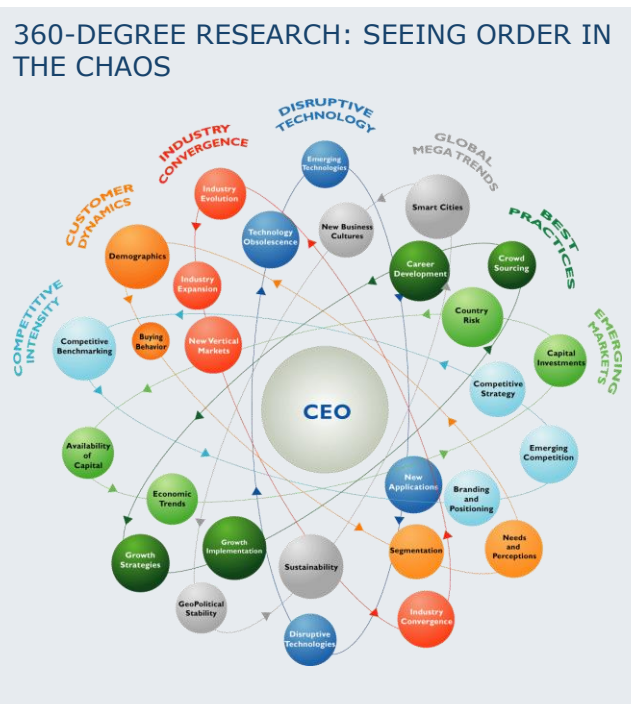 360-DEGREE RESEARCH: SEEING ORDER IN
THE CHAOS
DISRUPTIVE
TECHNOLOGY
INDUSTRY
CONVERGENCE
GLOBAL
MEGA TRENDS
CUSTOMER
DYNAMICS
BEST
PRACTICES
COMPETITIVE
INTENSITY
EMERGING
MARKETS
Emerging
Technologies
Industry
Evolution
Smart Cities
Technology
Obsolescence
New Business
Cultures
Demographics
Career
Development
Crowd
Sourcing
Industry
Expansion
Country
Risk
Competitive
Benchmarking
Buying
Behavior
New Vertical
Markets
Capital
Investments
Competitive
Strategy
CEO
Availability
of
Capital
Emerging
Competition
New
Applications
Branding
and
Positioning
Economic
Trends
Growth
Strategies
Growth
Implementation
Segmentation
Needs
and
Perceptions
Sustainability
GeoPolitical
Stability
Industry
Convergence
Disruptive
Technologies